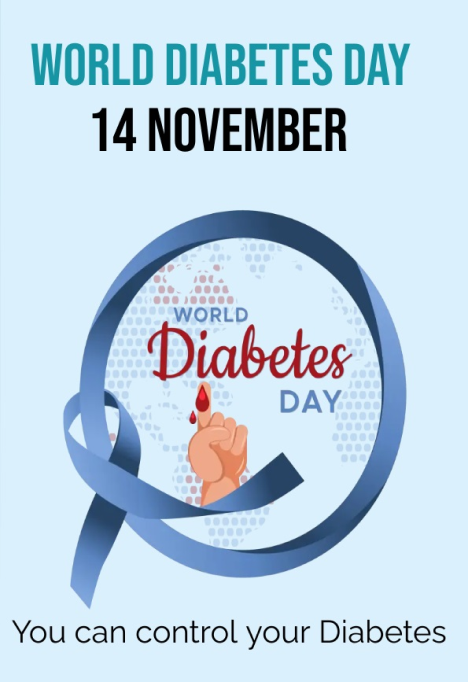 WORLD DIABETES DAY
14 NOVEMBER
WORLD
Diabetes
DAY
You can control your Diabetes